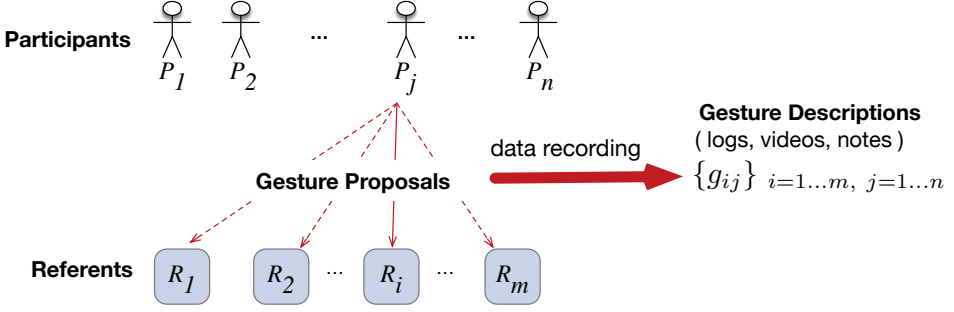 Participants
P1 P2 ... Pj ... Pn
Gesture Descriptions
( logs, videos, notes )
data recording
{gij} i=1...m, j=1...n
Gesture Proposals
Referents
R1 R2 ... Ri ... Rm